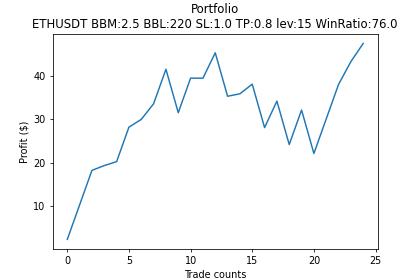 Portfolio
ETHUSDT BBM:2.5 BBL:220 SL:1.0 TP:0.8 lev:15 WinRatio:76.0
Profit ($)
40
30
20
10
0 5 10 15 20 25
Trade counts